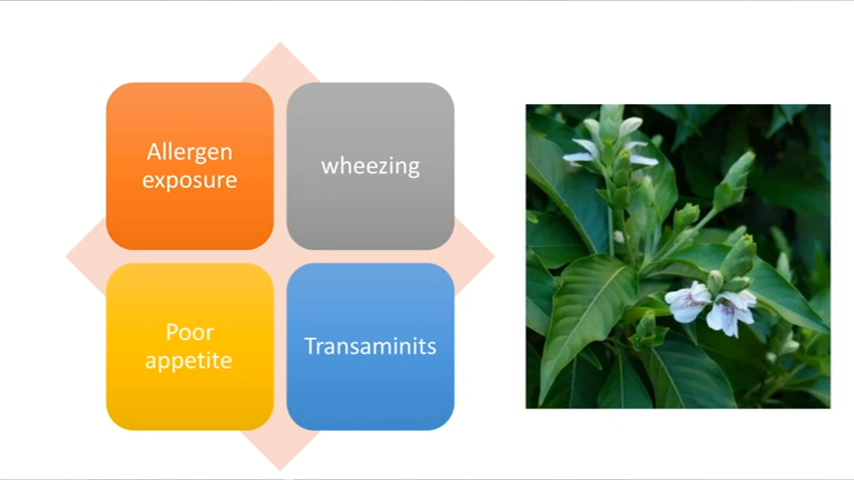 Allergen
exposure
wheezing
Poor
appetite
Transaminits